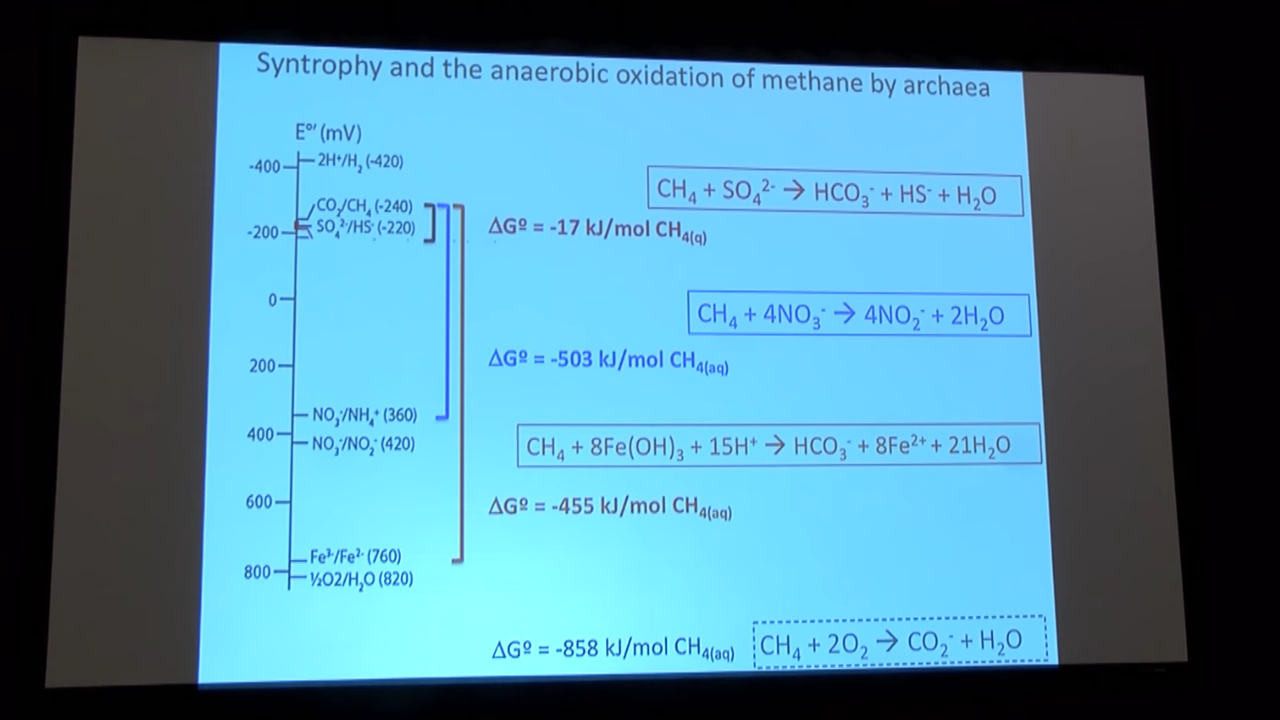 Syntrophy and the anaerobic oxidation of methane by archaea
E°′ (mV)
-400
2H⁺/H₂ (-420)
CO₂/CH₄ (-240)
-200
SO₄²⁻/HS⁻ (-220)
0
200
NO₃⁻/NH₄⁺ (360)
400
NO₃⁻/NO₂⁻ (420)
600
Fe³⁻/Fe²⁻ (760)
800
½O2/H₂O (820)
CH₄ + SO₄²⁻ → HCO₃⁻ + HS⁻ + H₂O
ΔGº = -17 kJ/mol CH₄(q)
CH₄ + 4NO₃⁻ → 4NO₂⁻ + 2H₂O
ΔGº = -503 kJ/mol CH₄(aq)
CH₄ + 8Fe(OH)₃ + 15H⁺ → HCO₃⁻ + 8Fe²⁺ + 21H₂O
ΔGº = -455 kJ/mol CH₄(aq)
ΔGº = -858 kJ/mol CH₄(aq)
CH₄ + 2O₂ → CO₂⁻ + H₂O